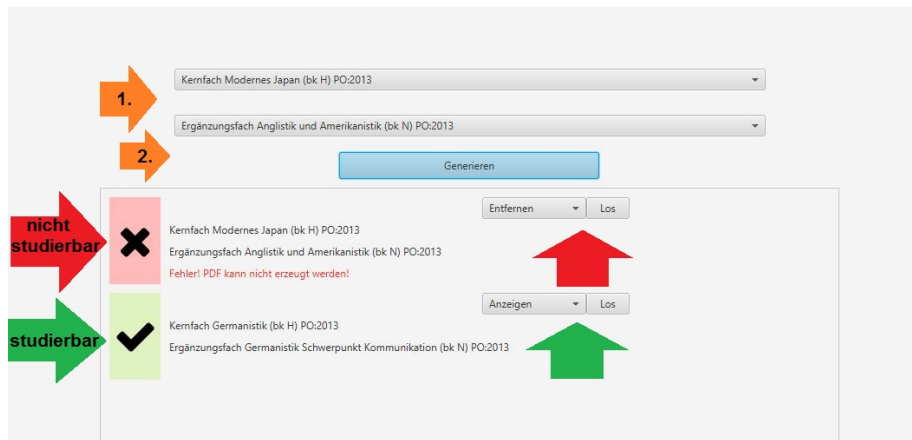 Kernfach Modernes Japan (bk H) PO:2013
1.
Ergänzungsfach Anglistik und Amerikanistik (bk N) PO:2013
2.
Generieren
nicht
studierbar
Entfernen
Los
Kernfach Modernes Japan (bk H) PO:2013
Ergänzungsfach Anglistik und Amerikanistik (bk N) PO:2013
Fehler! PDF kann nicht erzeugt werden!
studierbar
Anzeigen
Los
Kernfach Germanistik (bk H) PO:2013
Ergänzungsfach Germanistik Schwerpunkt Kommunikation (bk N) PO:2013